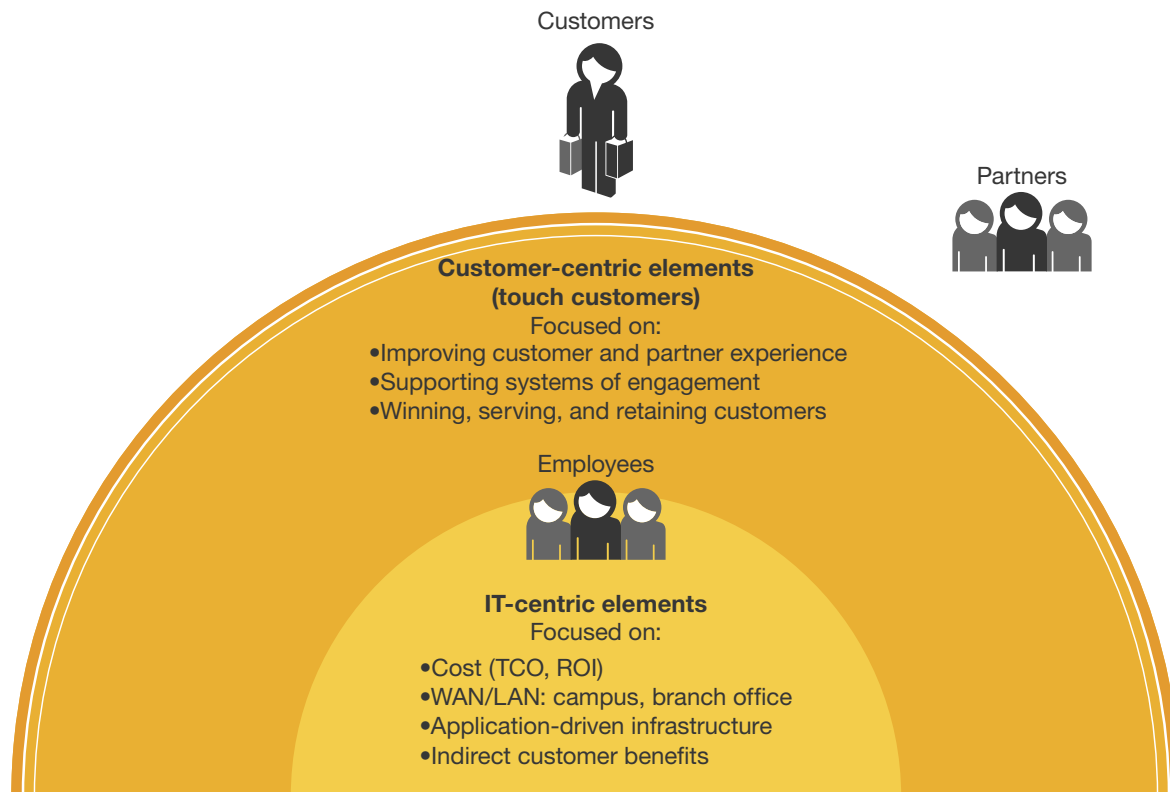 Customers
Partners
Customer-centric elements
(touch customers)
Focused on:
•Improving customer and partner experience
•Supporting systems of engagement
•Winning, serving, and retaining customers
Employees
IT-centric elements
Focused on:
•Cost (TCO, ROI)
•WAN/LAN: campus, branch office
•Application-driven infrastructure
•Indirect customer benefits